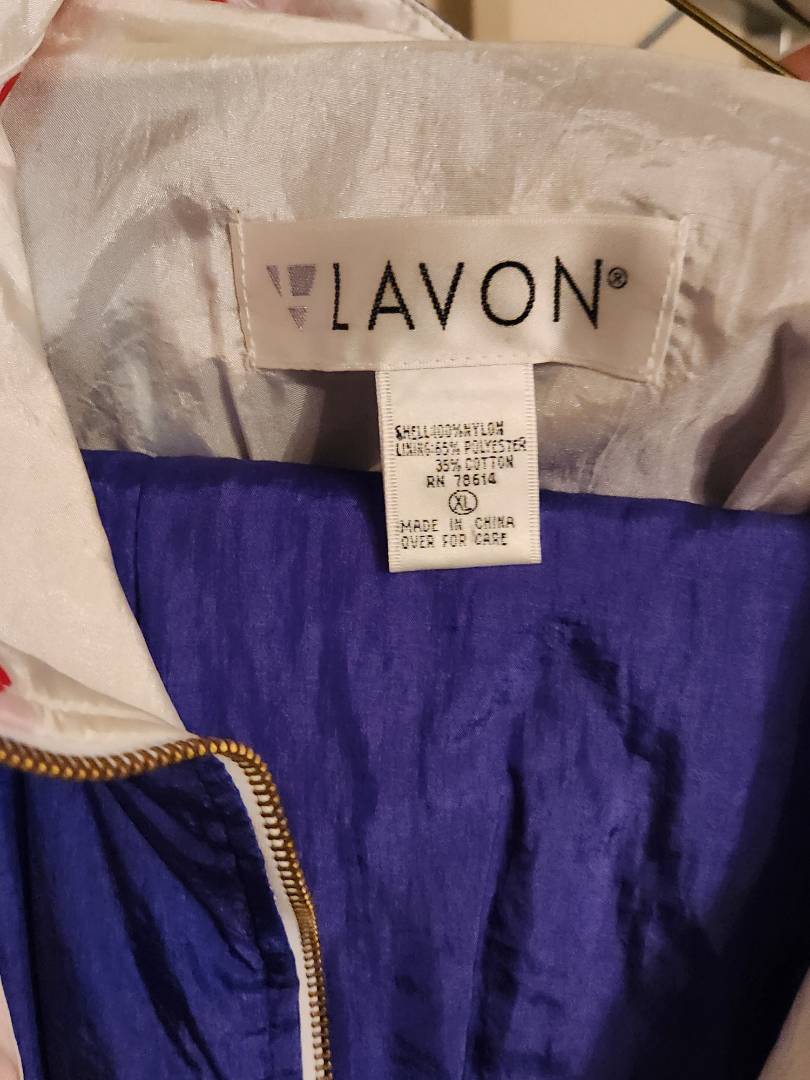 LAVON®
SHELL:100%NYLON
LINING:65% POLYESTER
35% COTTON
RN 78614
XL
MADE IN CHINA
OVER FOR CARE